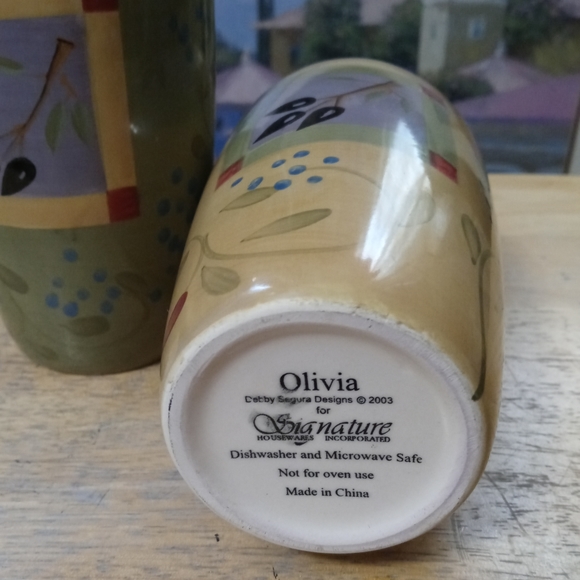 Olivia
Debby Segura Designs © 2003
for
Signature
HOUSEWARES INCORPORATED
Dishwasher and Microwave Safe
Not for oven use
Made in China